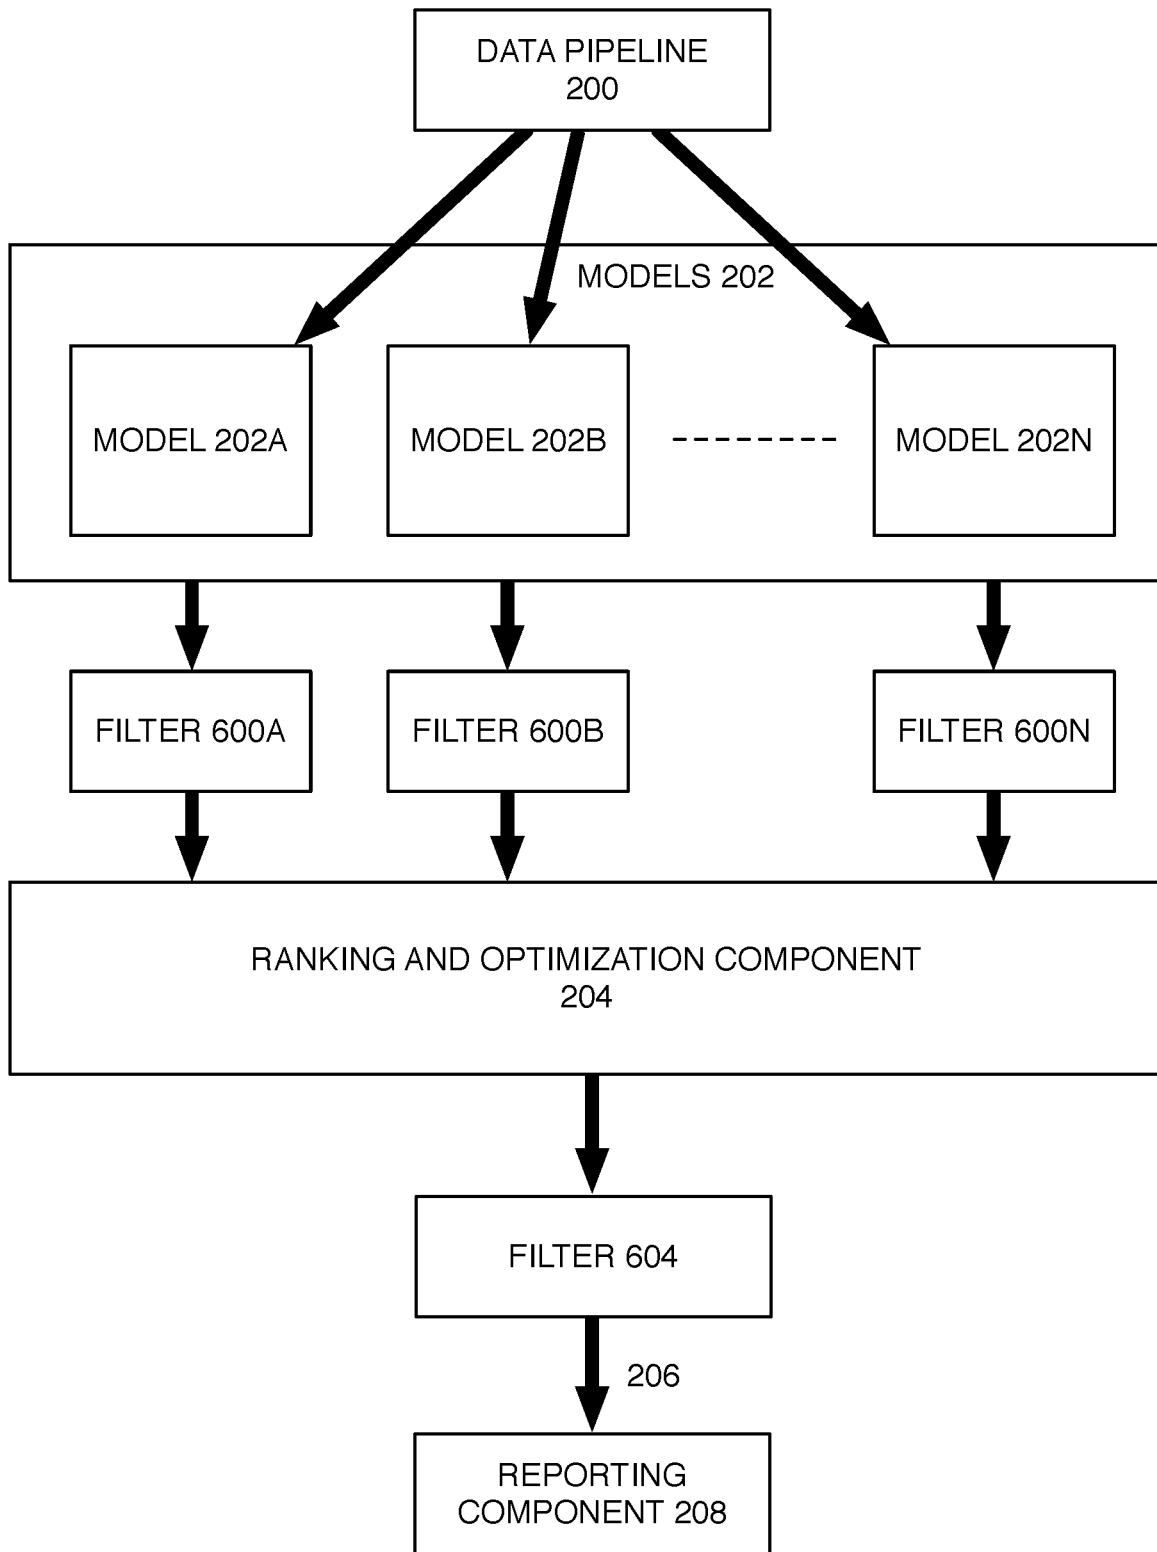 DATA PIPELINE
200
MODELS 202
MODEL 202A
MODEL 202B
MODEL 202N
FILTER 600A
FILTER 600B
FILTER 600N
RANKING AND OPTIMIZATION COMPONENT
204
FILTER 604
206
REPORTING
COMPONENT 208